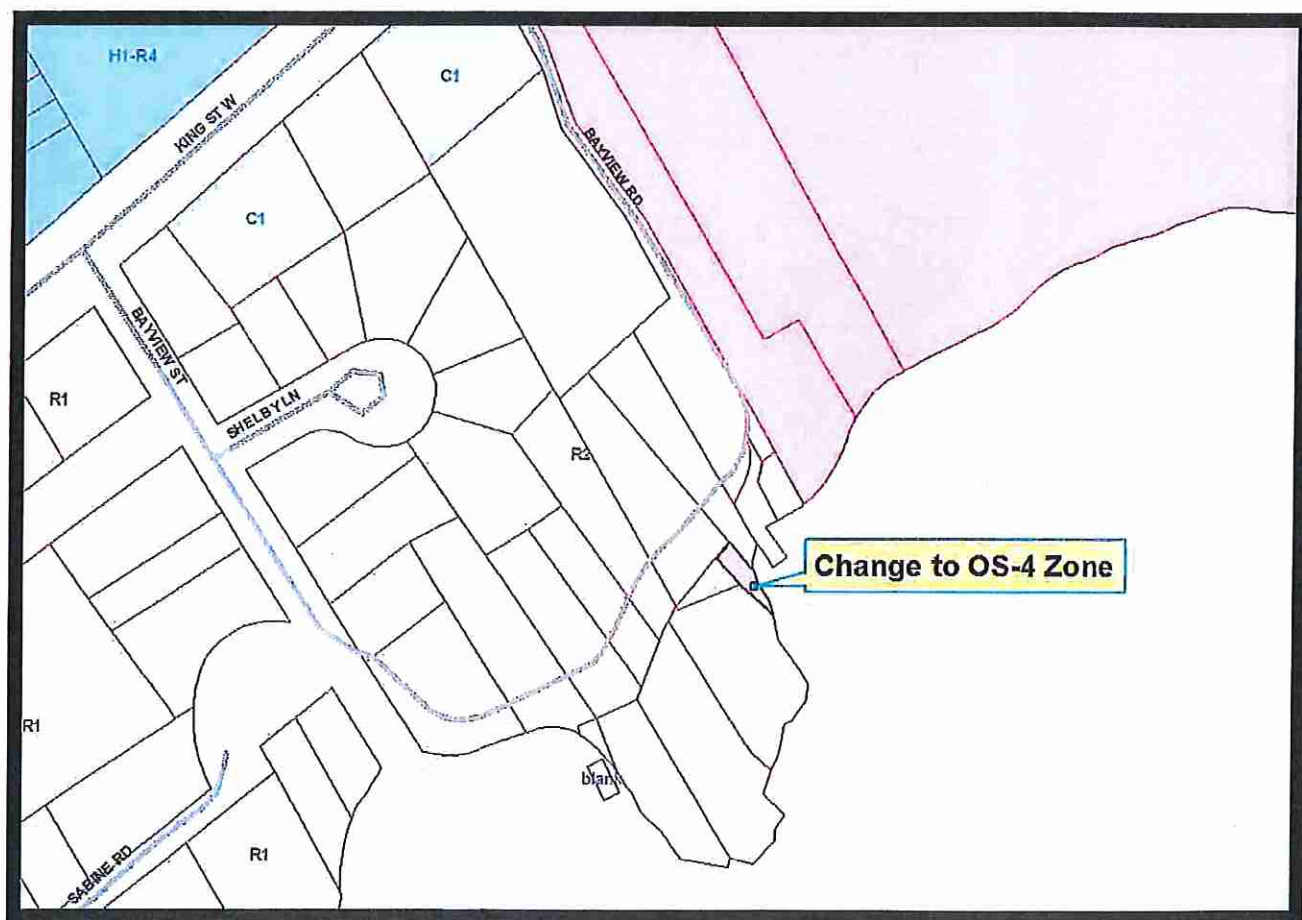 H1-R4
C1
KING ST W
BAYVIEW RD
C1
BAYVIEW ST
R1
SHELBY LN
R2
Change to OS-4 Zone
R1
blank
R1
SABINE RD